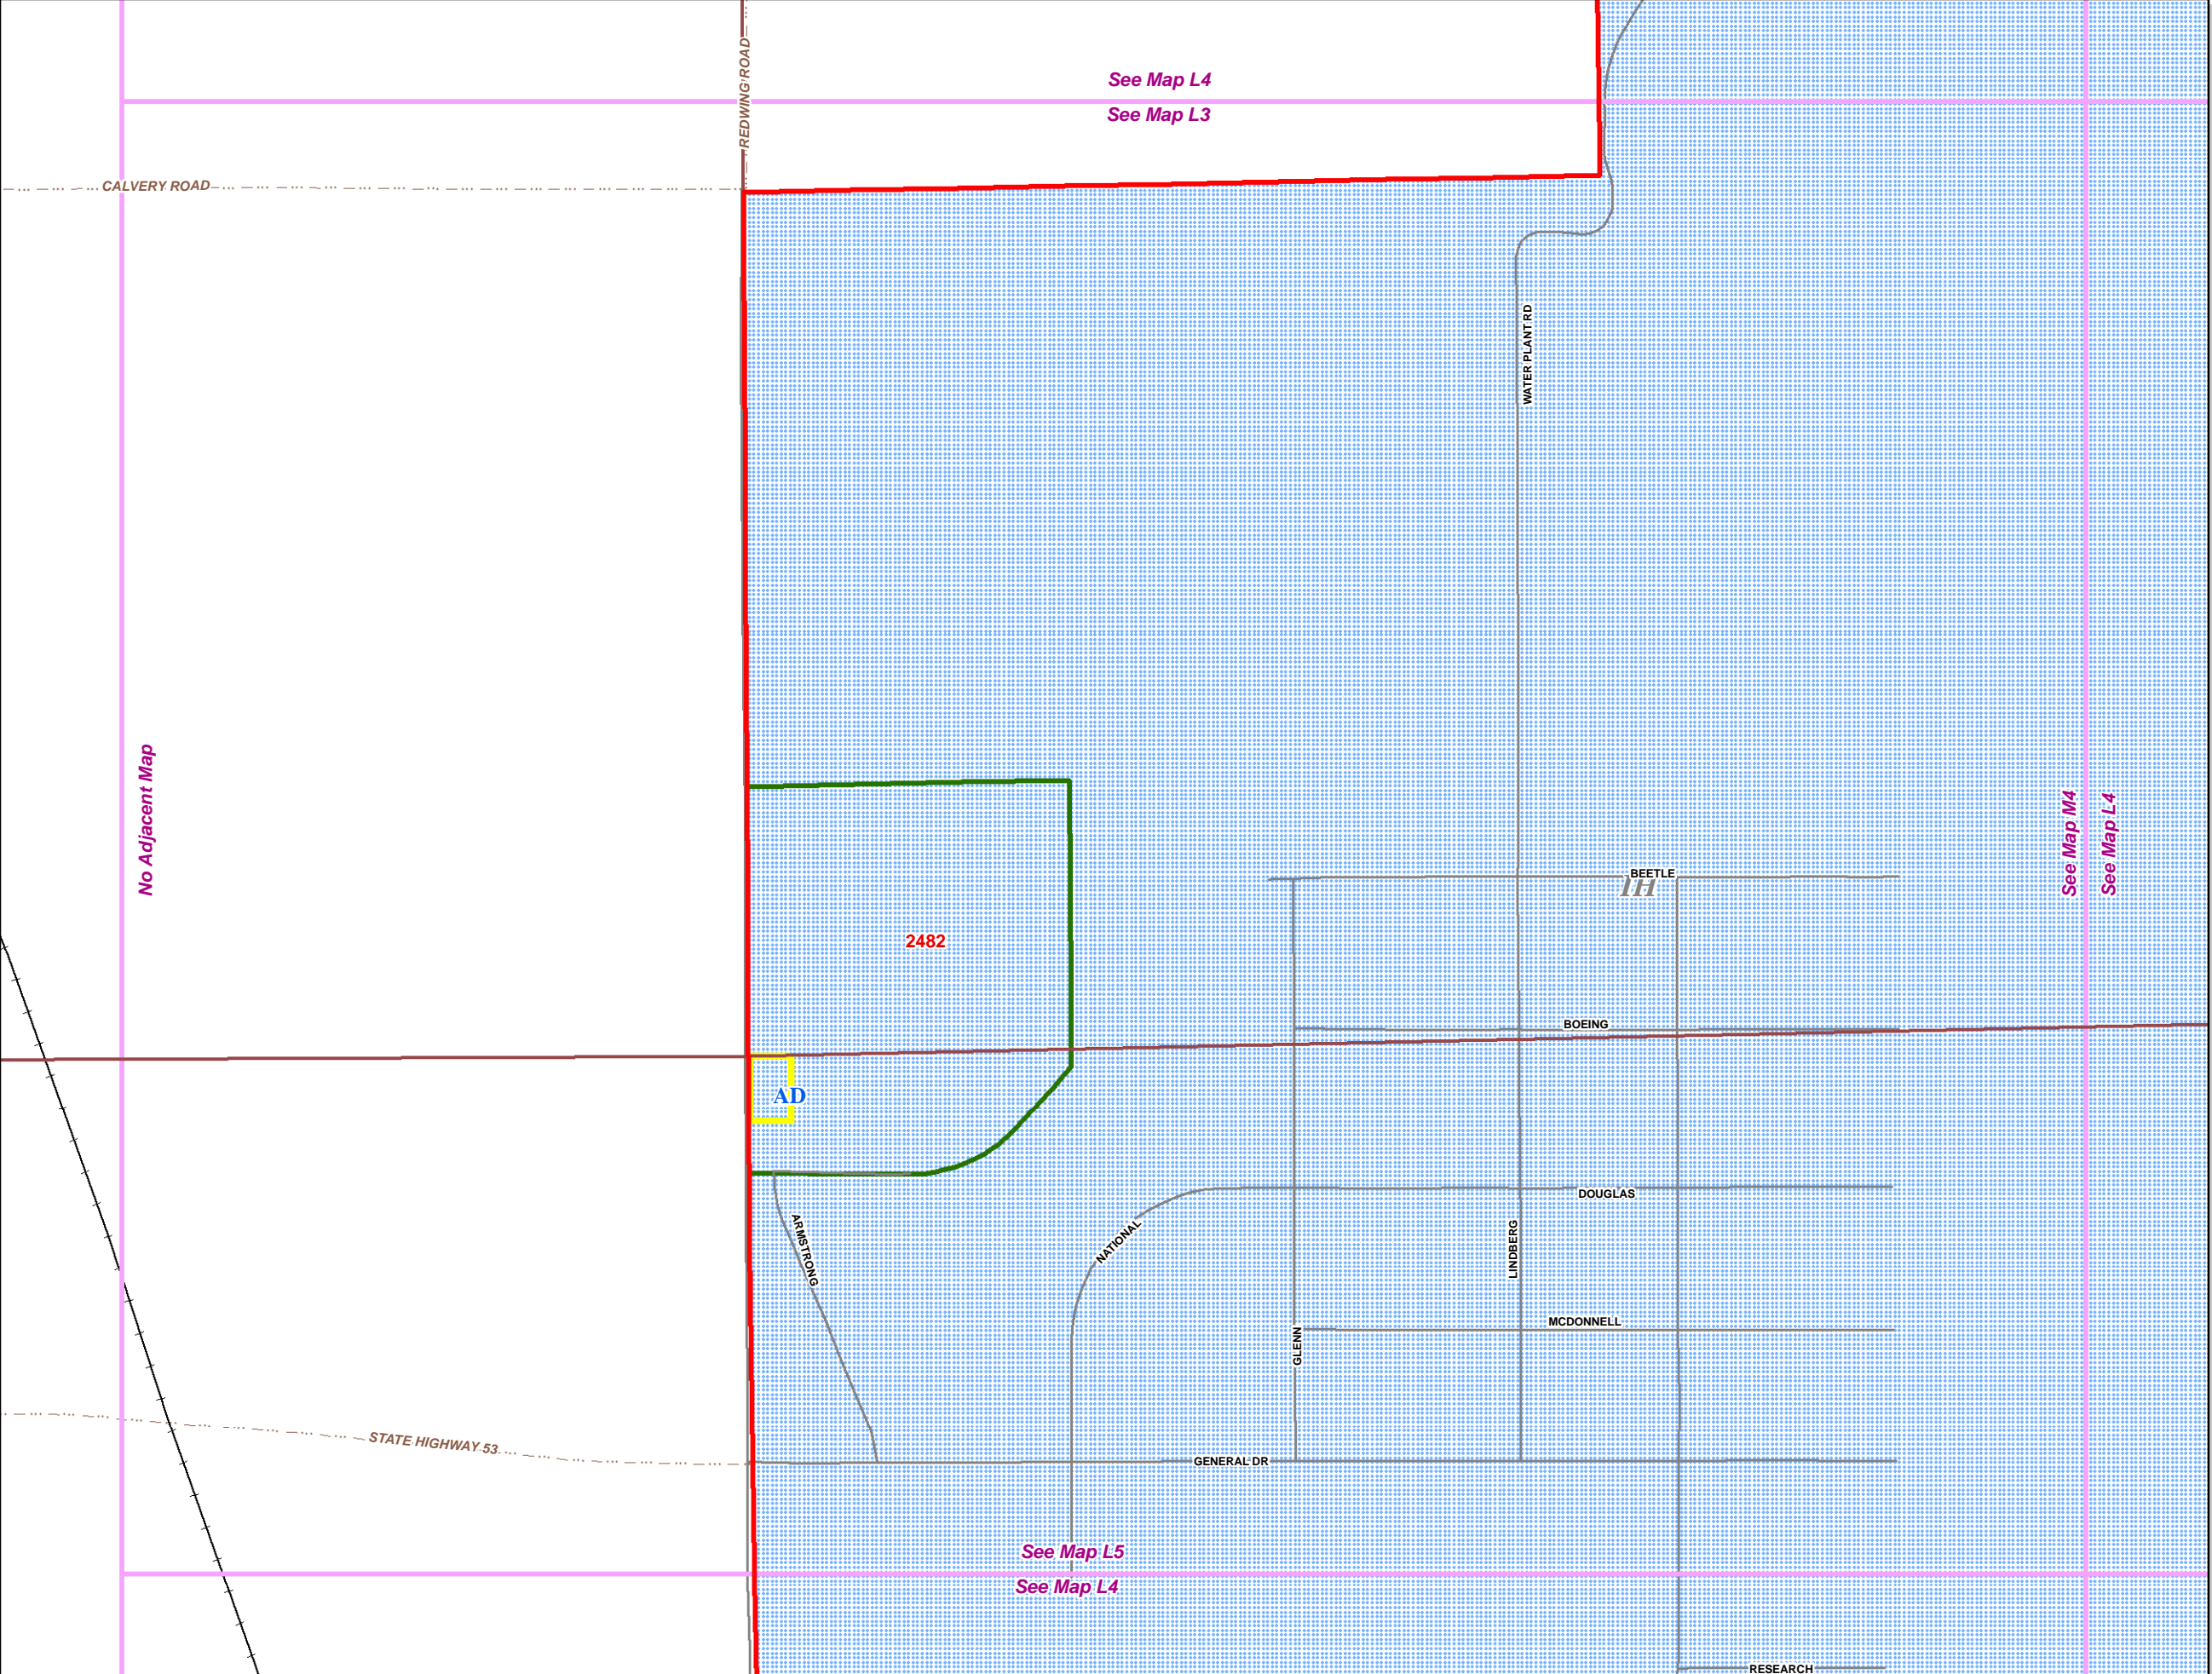 REDWING ROAD
See Map L4
See Map L3
CALVERY ROAD
WATER PLANT RD
No Adjacent Map
See Map M4
See Map L4
BEETLE
IH
2482
BOEING
AD
DOUGLAS
ARMSTRONG
NATIONAL
LINDBERG
MCDONNELL
GLENN
STATE HIGHWAY 53
GENERAL DR
See Map L5
See Map L4
RESEARCH